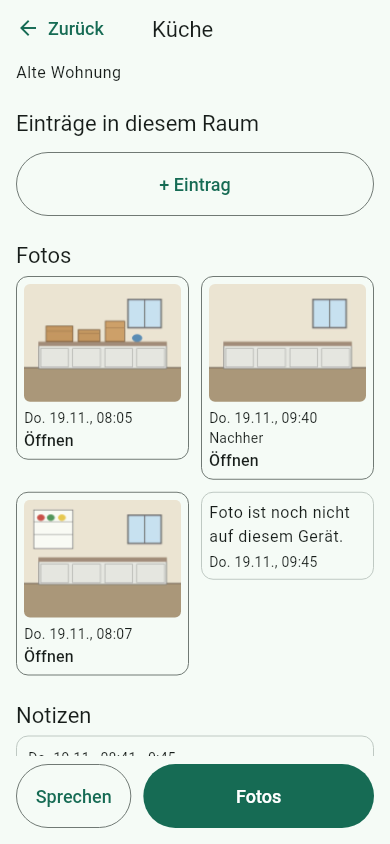 Zurück
Küche
Alte Wohnung
Einträge in diesem Raum
+ Eintrag
Fotos
Do. 19.11., 08:05
Öffnen
Do. 19.11., 09:40
Nachher
Öffnen
Do. 19.11., 08:07
Öffnen
Foto ist noch nicht
auf diesem Gerät.
Do. 19.11., 09:45
Notizen
Sprechen
Fotos